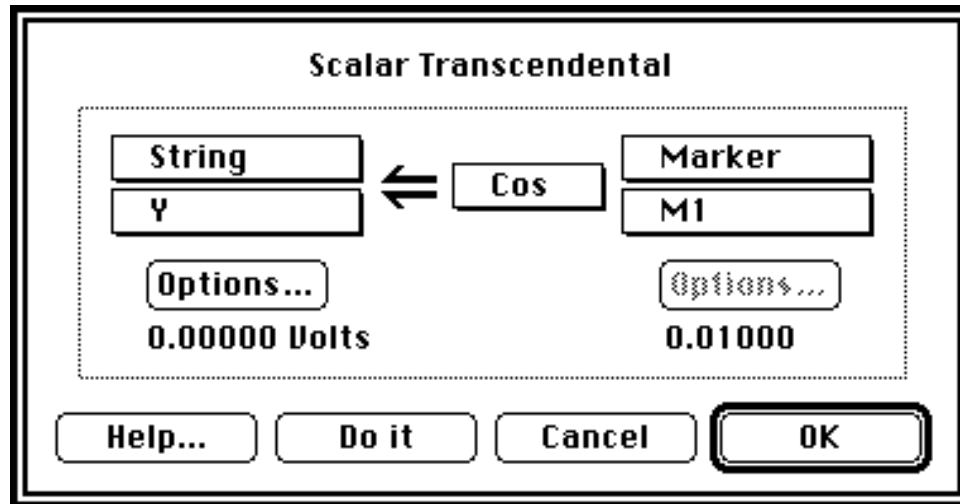 Scalar Transcendental
String
Marker
Cos
Y
M1
Options...
Options...
0.00000 Volts
0.01000
Help...
Do it
Cancel
OK